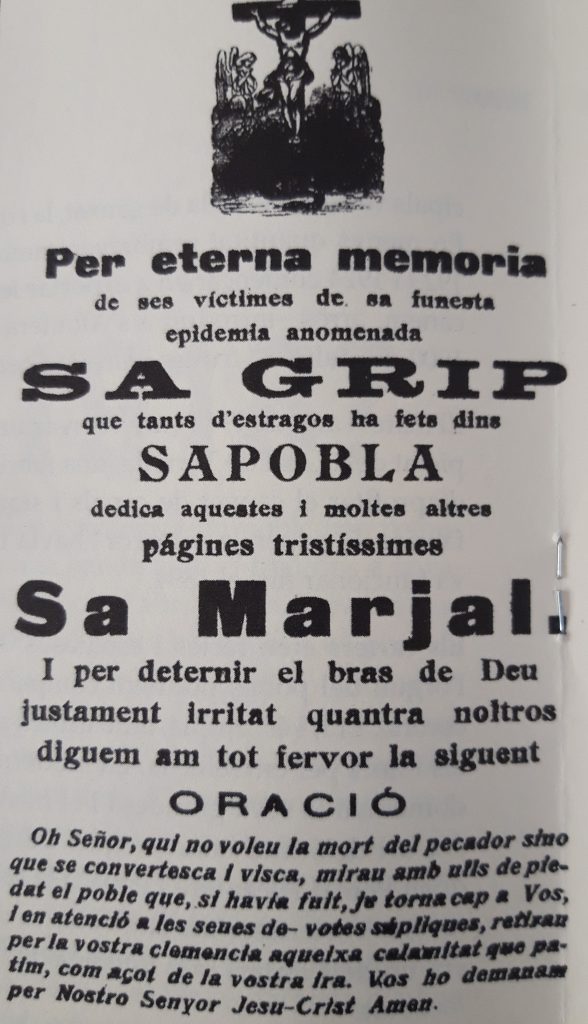 Per eterna memoria
de ses víctimes de sa funesta
epidemia anomenada
SA GRIP
que tants d'estragos ha fets dins
SAPOBLA
dedica aquestes i moltes altres
págines tristíssimes
Sa Marjal.
I per deternir el bras de Deu
justament irritat quantra noltros
diguem am tot fervor la siguent
ORACIÓ
Oh Señor, qui no voleu la mort del pecador sino
que se convertesca i visca, mirau amb ulls de pie-
dat el poble que, si havía fuit, ju torna cap a Vos,
i en atenció a les seues de- votes súpliques, retirau
per la vostra clemencia aqueixa calamitat que pa-
tim, com açot de la vostra ira. Vos ho demanam
per Nostro Senyor Jesu-Crist Amen.